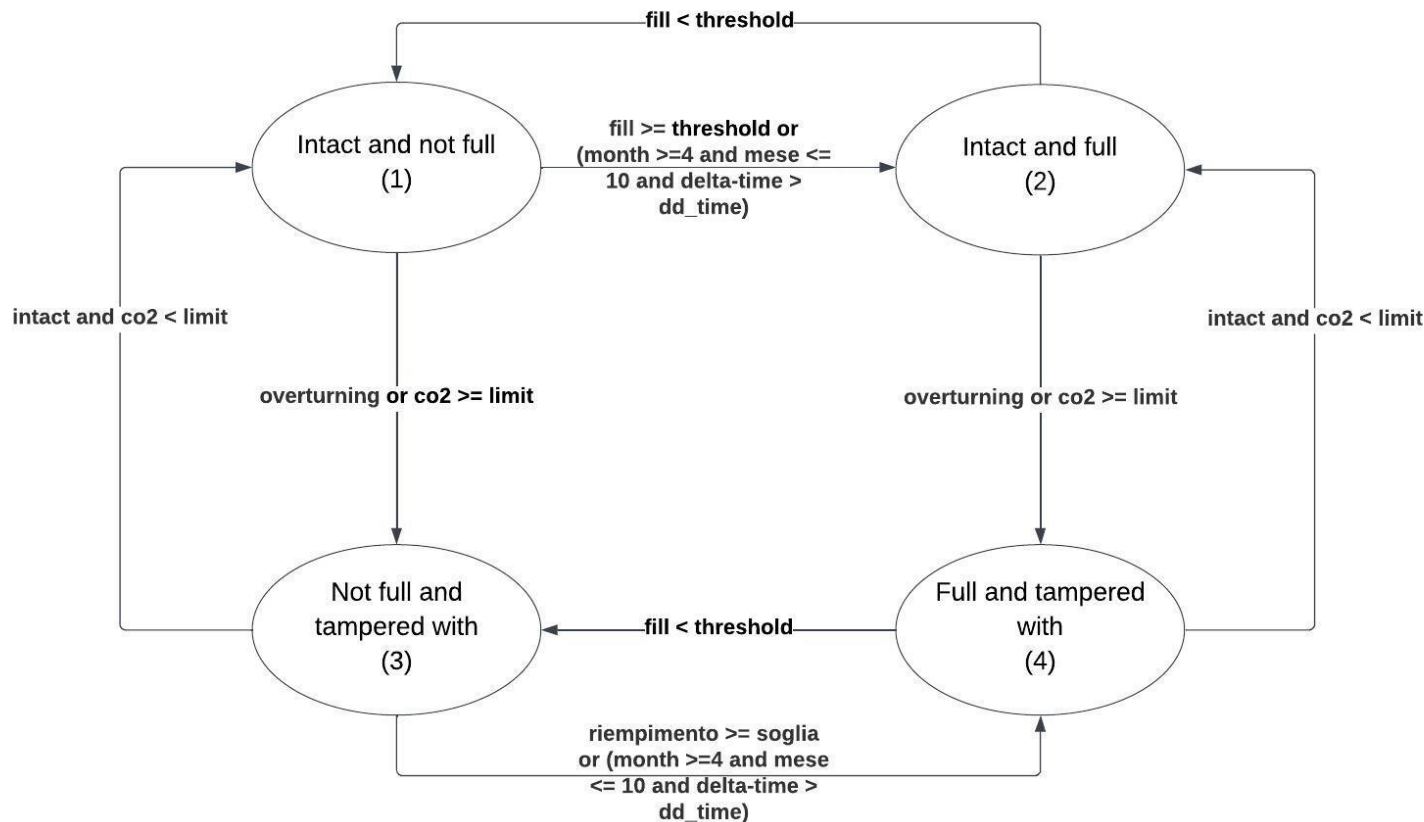 fill < threshold
Intact and not full
(1)
fill >= threshold or
(month >=4 and mese <=
10 and delta-time >
dd_time)
Intact and full
(2)
intact and co2 < limit
intact and co2 < limit
overturning or co2 >= limit
overturning or co2 >= limit
Not full and
tampered with
(3)
fill < threshold
Full and tampered
with
(4)
riempimento >= soglia
or (month >=4 and mese
<= 10 and delta-time >
dd_time)